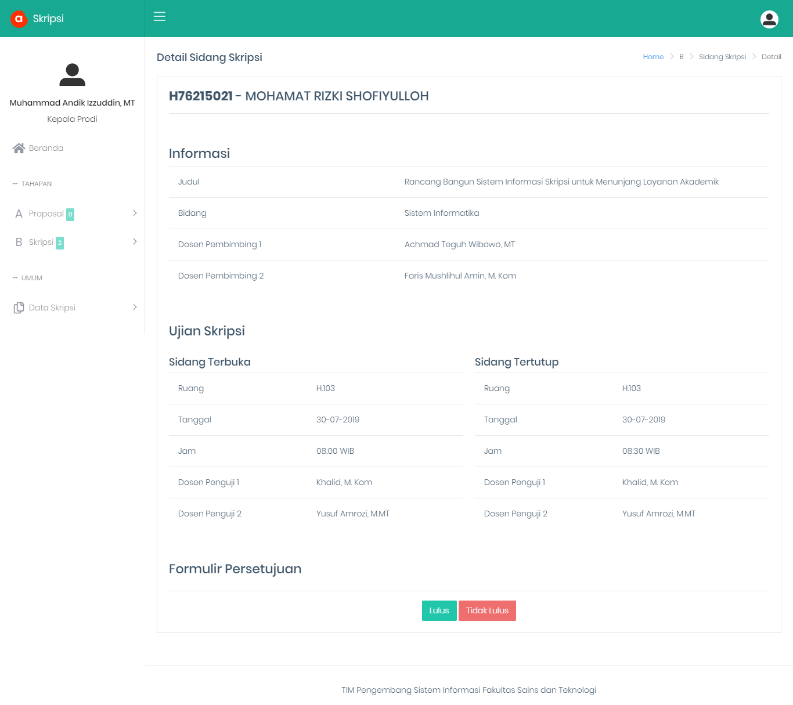 a Skripsi
Muhammad Andik Izzuddin, MT
Kepala Prodi
Beranda
-- TAHAPAN
A Proposal 0
B Skripsi
-- UMUM
Data Skripsi
Detail Sidang Skripsi
Home > B > Sidang Skripsi > Detail
H76215021 - MOHAMAT RIZKI SHOFIYULLOH
Informasi
Judul Rancang Bangun Sistem Informasi Skripsi untuk Menunjang Layanan Akademik
Bidang Sistem Informatika
Dosen Pembimbing 1 Achmad Teguh Wibowo, MT
Dosen Pembimbing 2 Faris Mushlihul Amin, M. Kom
Ujian Skripsi
Sidang Terbuka
Ruang H.103
Tanggal 30-07-2019
Jam 08:00 WIB
Dosen Penguji 1 Khalid, M. Kom
Dosen Penguji 2 Yusuf Amrozi, M.MT
Sidang Tertutup
Ruang H.103
Tanggal 30-07-2019
Jam 08:30 WIB
Dosen Penguji 1 Khalid, M. Kom
Dosen Penguji 2 Yusuf Amrozi, M.MT
Formulir Persetujuan
Lulus Tidak Lulus
TIM Pengembang Sistem Informasi Fakultas Sains dan Teknologi